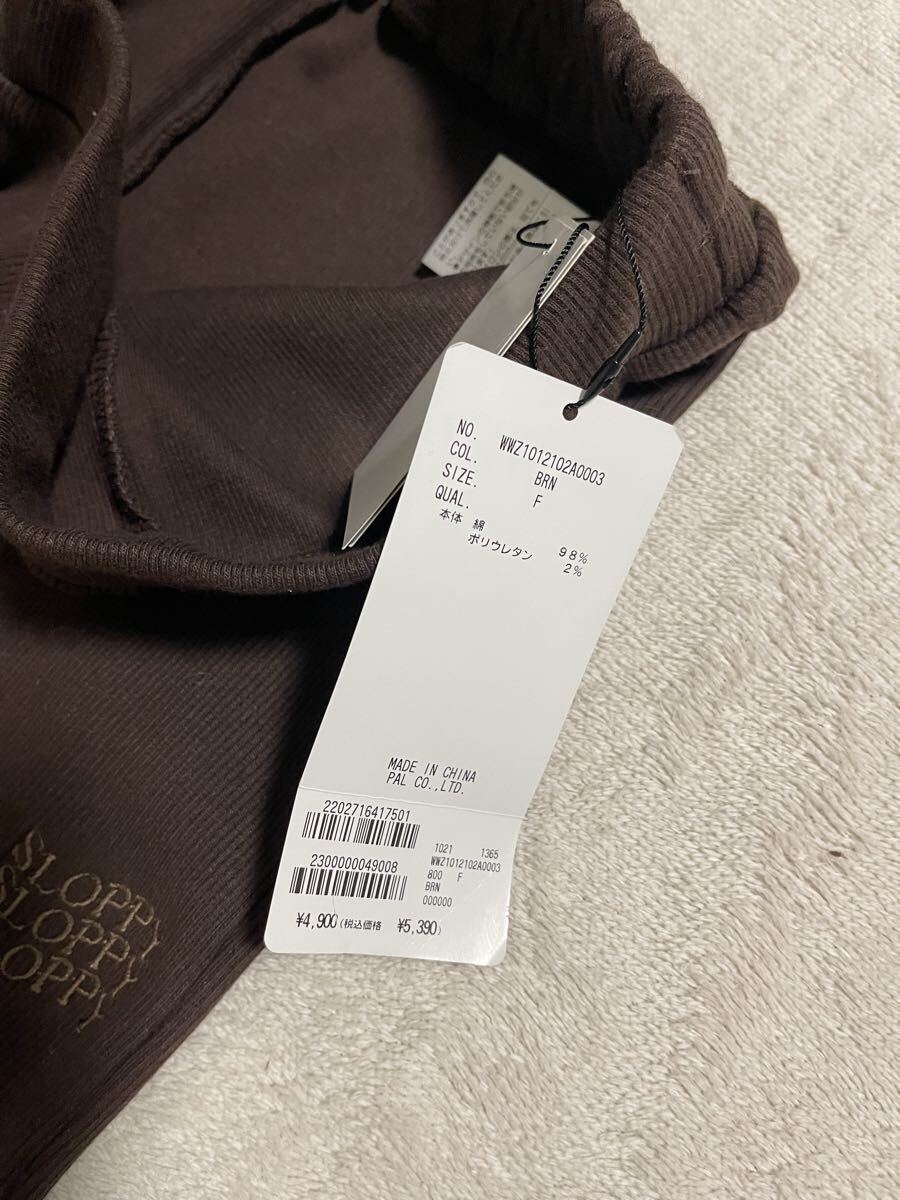 NO. WWZ1012102A0003
COL. BRN
SIZE. F
QUAL.
本体 綿 98%
ポリウレタン 2%
MADE IN CHINA
PAL CO.,LTD.
2202716417501
2300000049008
1021 1365
WWZ1012102A0003
800 F
BRN
000000
¥4,900(税込価格 ¥5,390)
SLOPPY
SLOPPY
OPPY